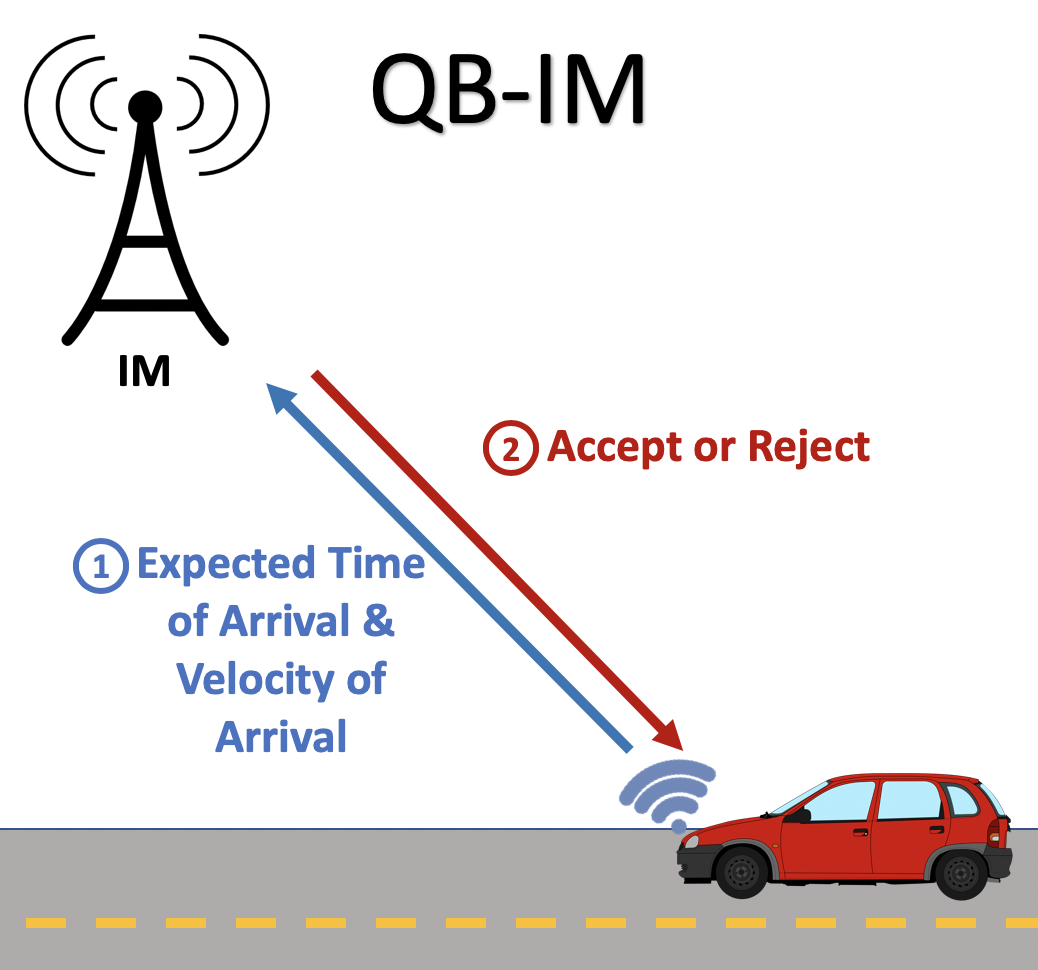 QB-IM
IM
2 Accept or Reject
1 Expected Time
of Arrival &
Velocity of
Arrival